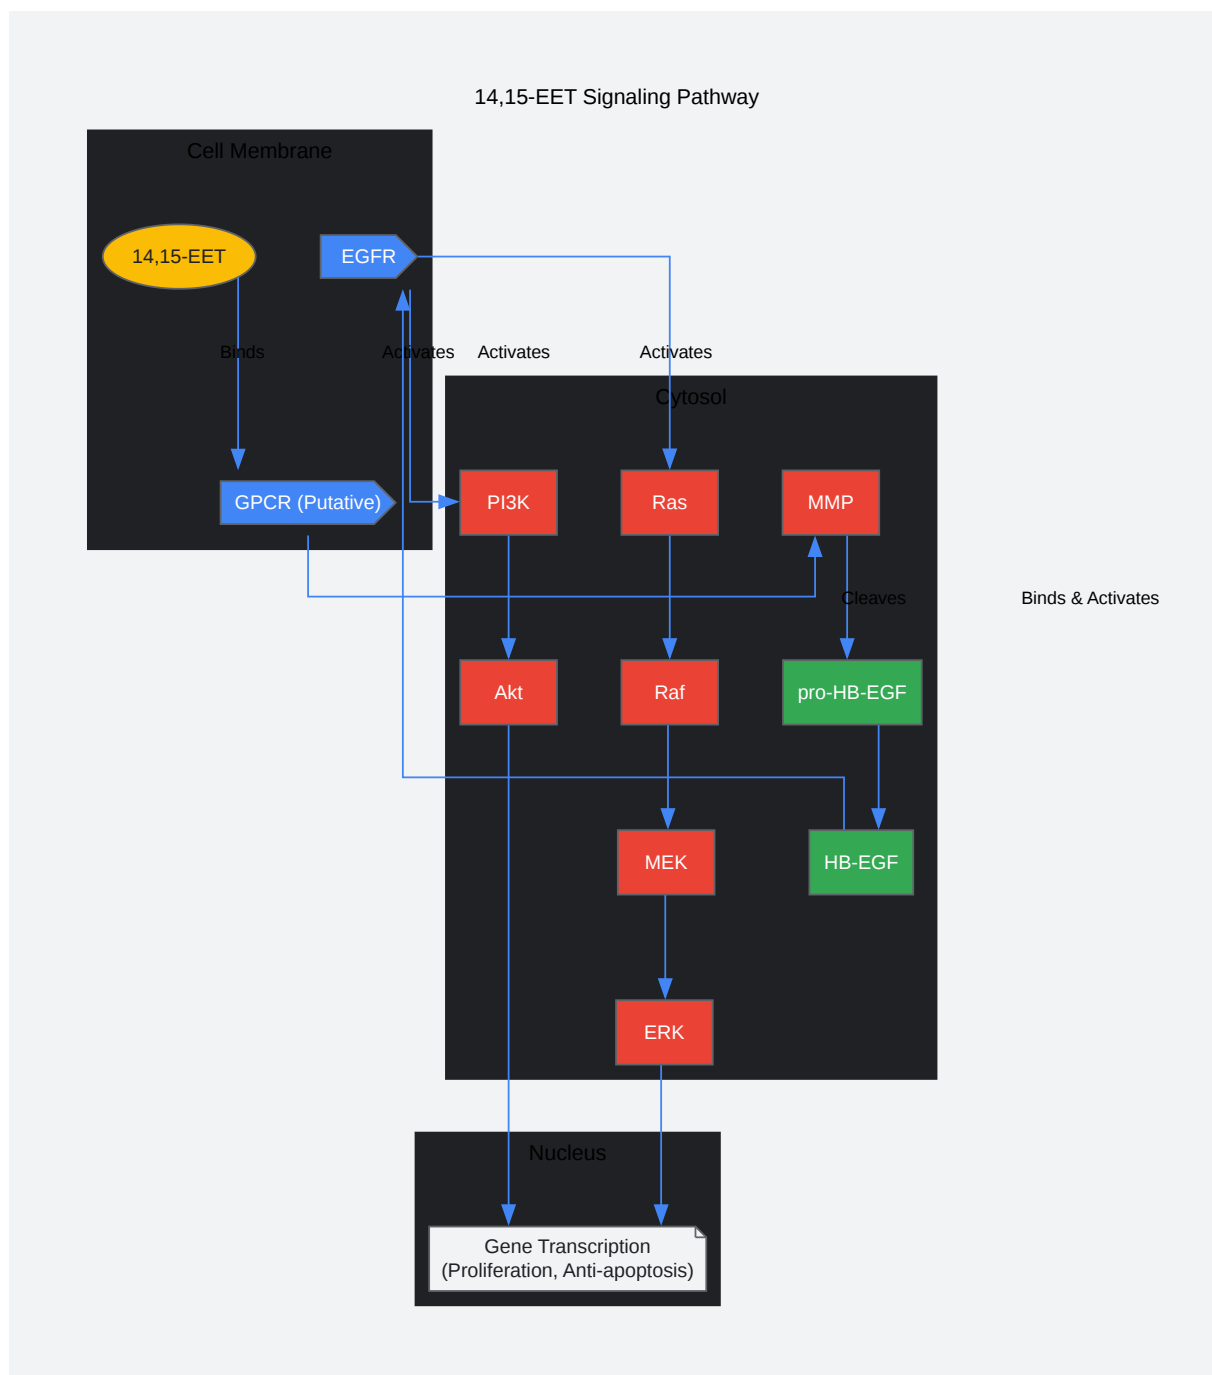 14,15-EET Signaling Pathway
Cell Membrane
14,15-EET
EGFR
Binds
Activates
Activates
Activates
Cytosol
GPCR (Putative)
PI3K
Ras
MMP
Cleaves
Binds & Activates
Akt
Raf
pro-HB-EGF
MEK
HB-EGF
ERK
Nucleus
Gene Transcription
(Proliferation, Anti-apoptosis)